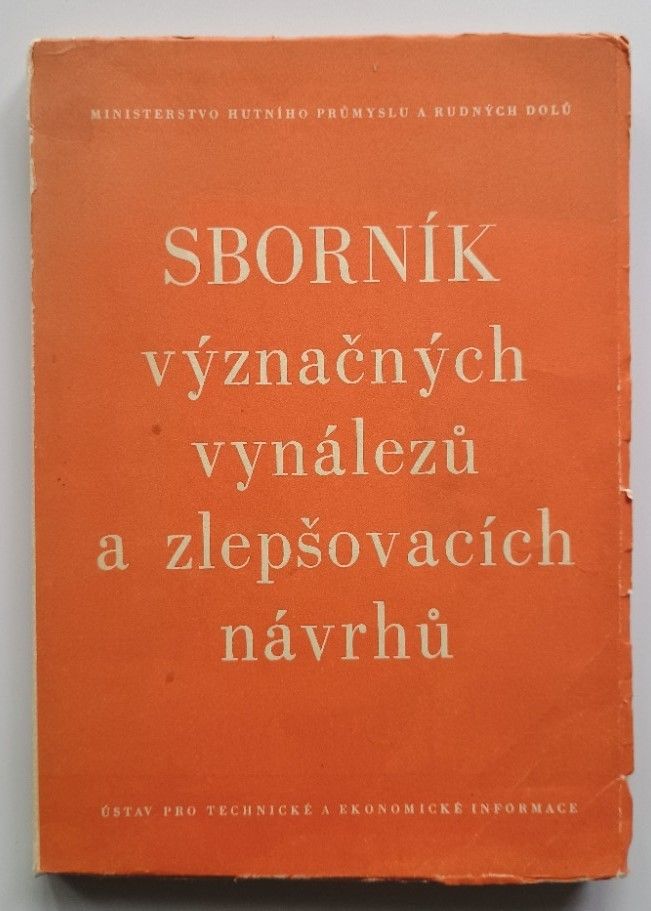 MINISTERSTVO HUTNÍHO PRŮMYSLU A RUDNÝCH DOLŮ
SBORNÍK
význačných
vynálezů
a zlepšovacích
návrhů
ÚSTAV PRO TECHNICKÉ A EKONOMICKÉ INFORMACE